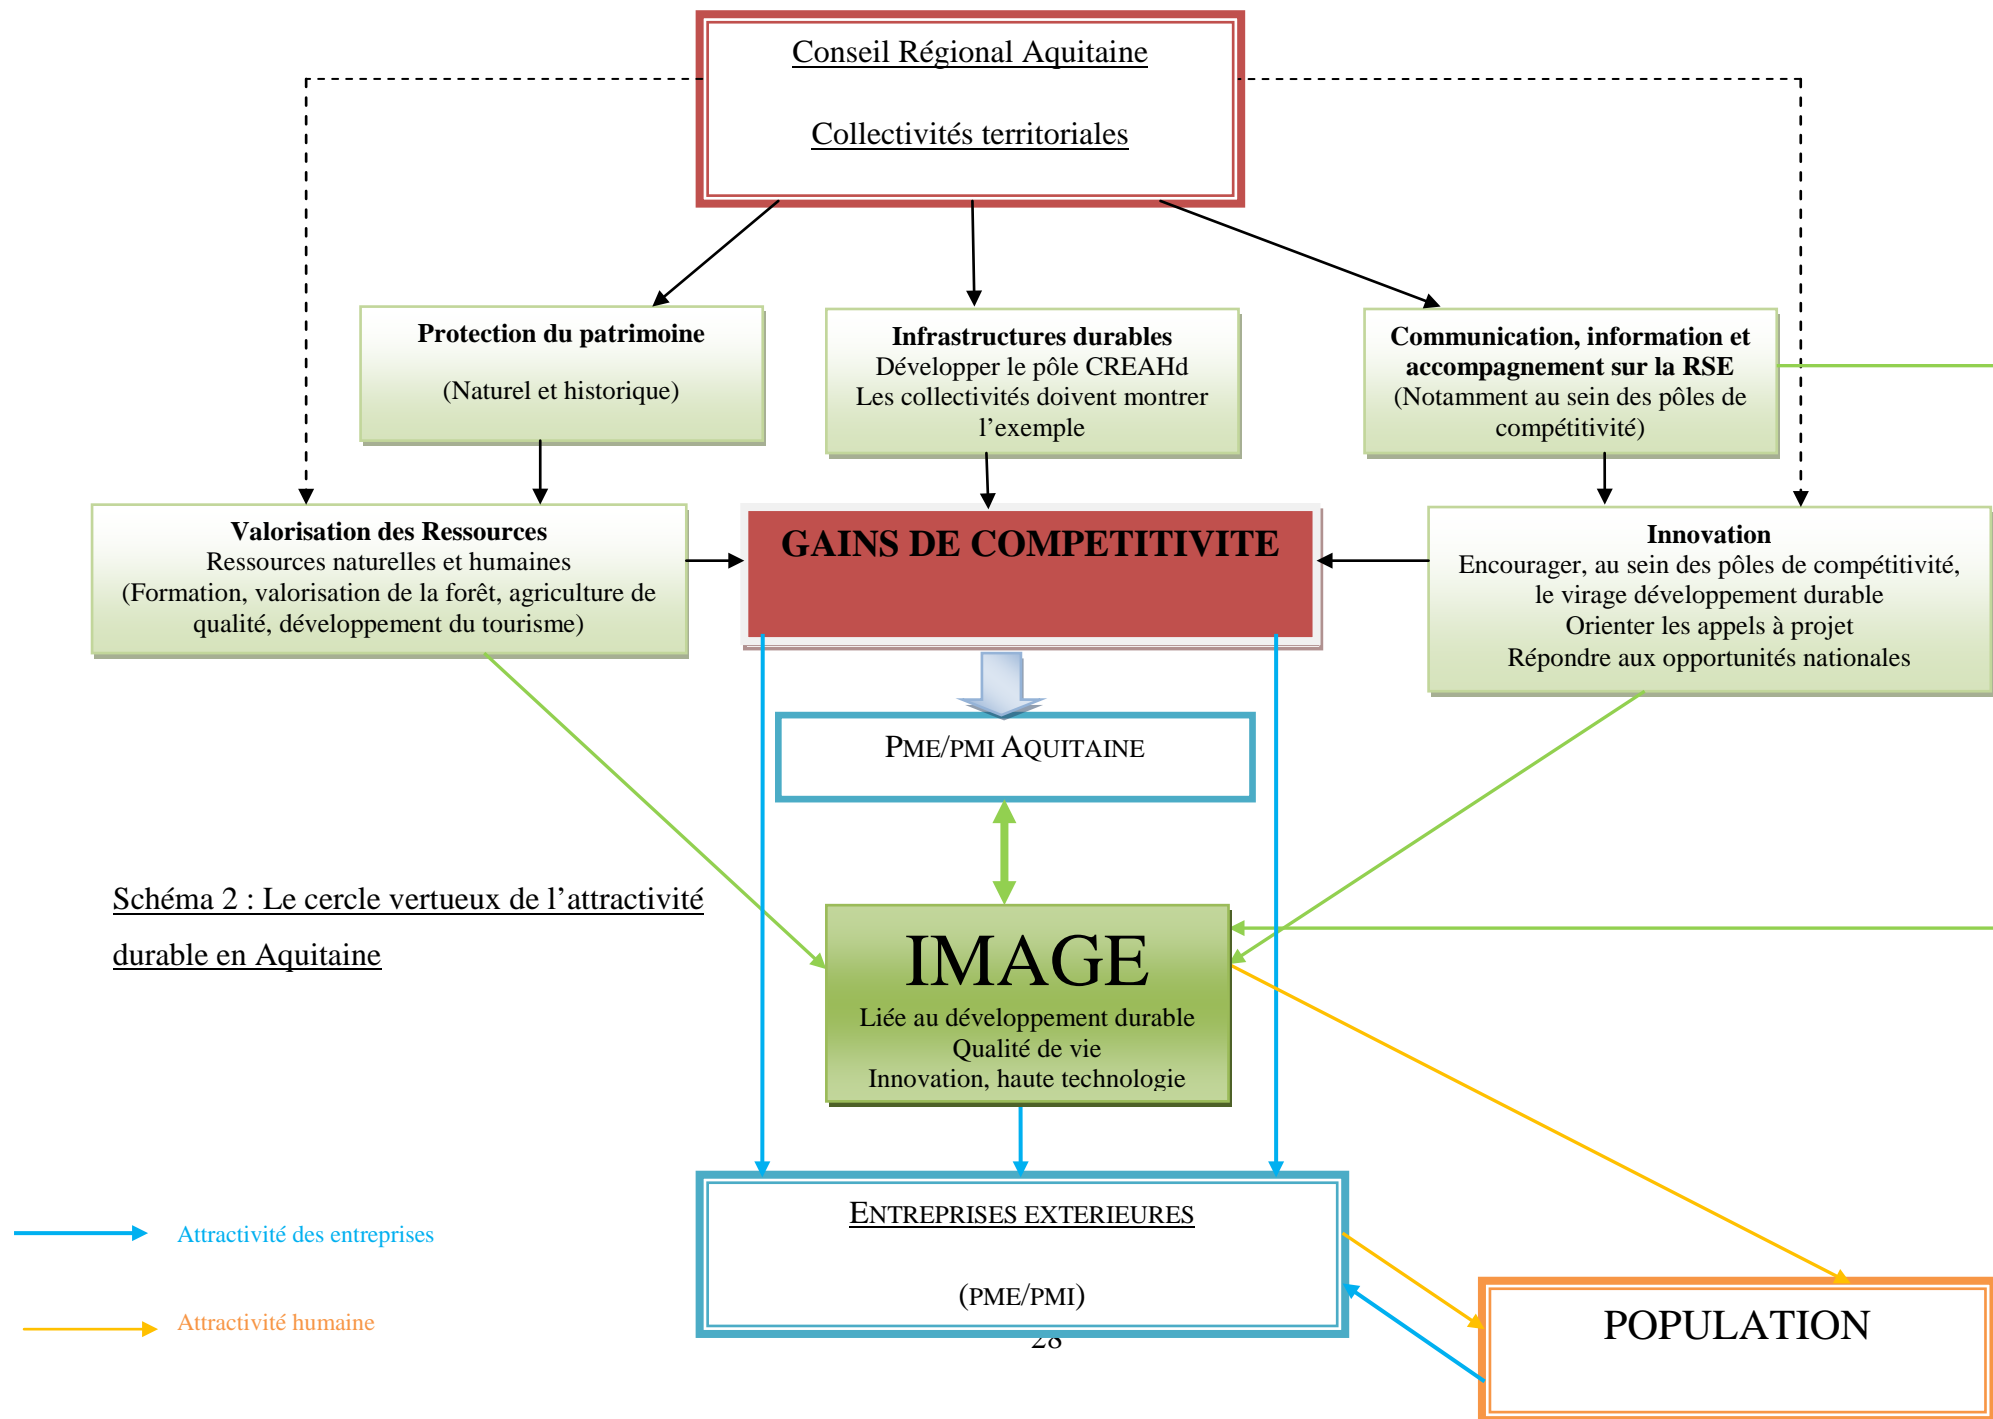 Conseil Régional Aquitaine
Collectivités territoriales
Protection du patrimoine
(Naturel et historique)
Infrastructures durables
Développer le pôle CREAHd
Les collectivités doivent montrer
l’exemple
Communication, information et
accompagnement sur la RSE
(Notamment au sein des pôles de
compétitivité)
Valorisation des Ressources
Ressources naturelles et humaines
(Formation, valorisation de la forêt, agriculture de
qualité, développement du tourisme)
GAINS DE COMPETITIVITE
Innovation
Encourager, au sein des pôles de compétitivité,
le virage développement durable
Orienter les appels à projet
Répondre aux opportunités nationales
PME/PMI AQUITAINE
Schéma 2 : Le cercle vertueux de l’attractivité
durable en Aquitaine
IMAGE
Liée au développement durable
Qualité de vie
Innovation, haute technologie
ENTREPRISES EXTERIEURES
(PME/PMI)
Attractivité des entreprises
Attractivité humaine
POPULATION
28